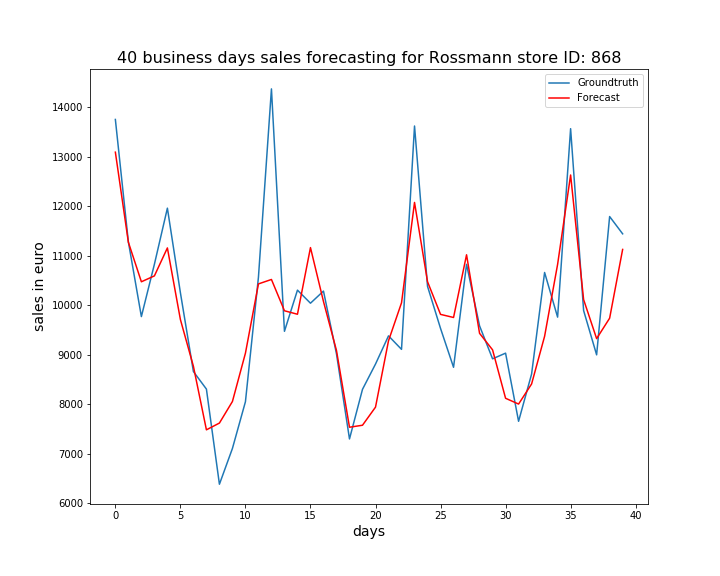 40 business days sales forecasting for Rossmann store ID: 868
Groundtruth
Forecast
14000
13000
12000
11000
10000
9000
8000
7000
6000
sales in euro
0 5 10 15 20 25 30 35 40
days